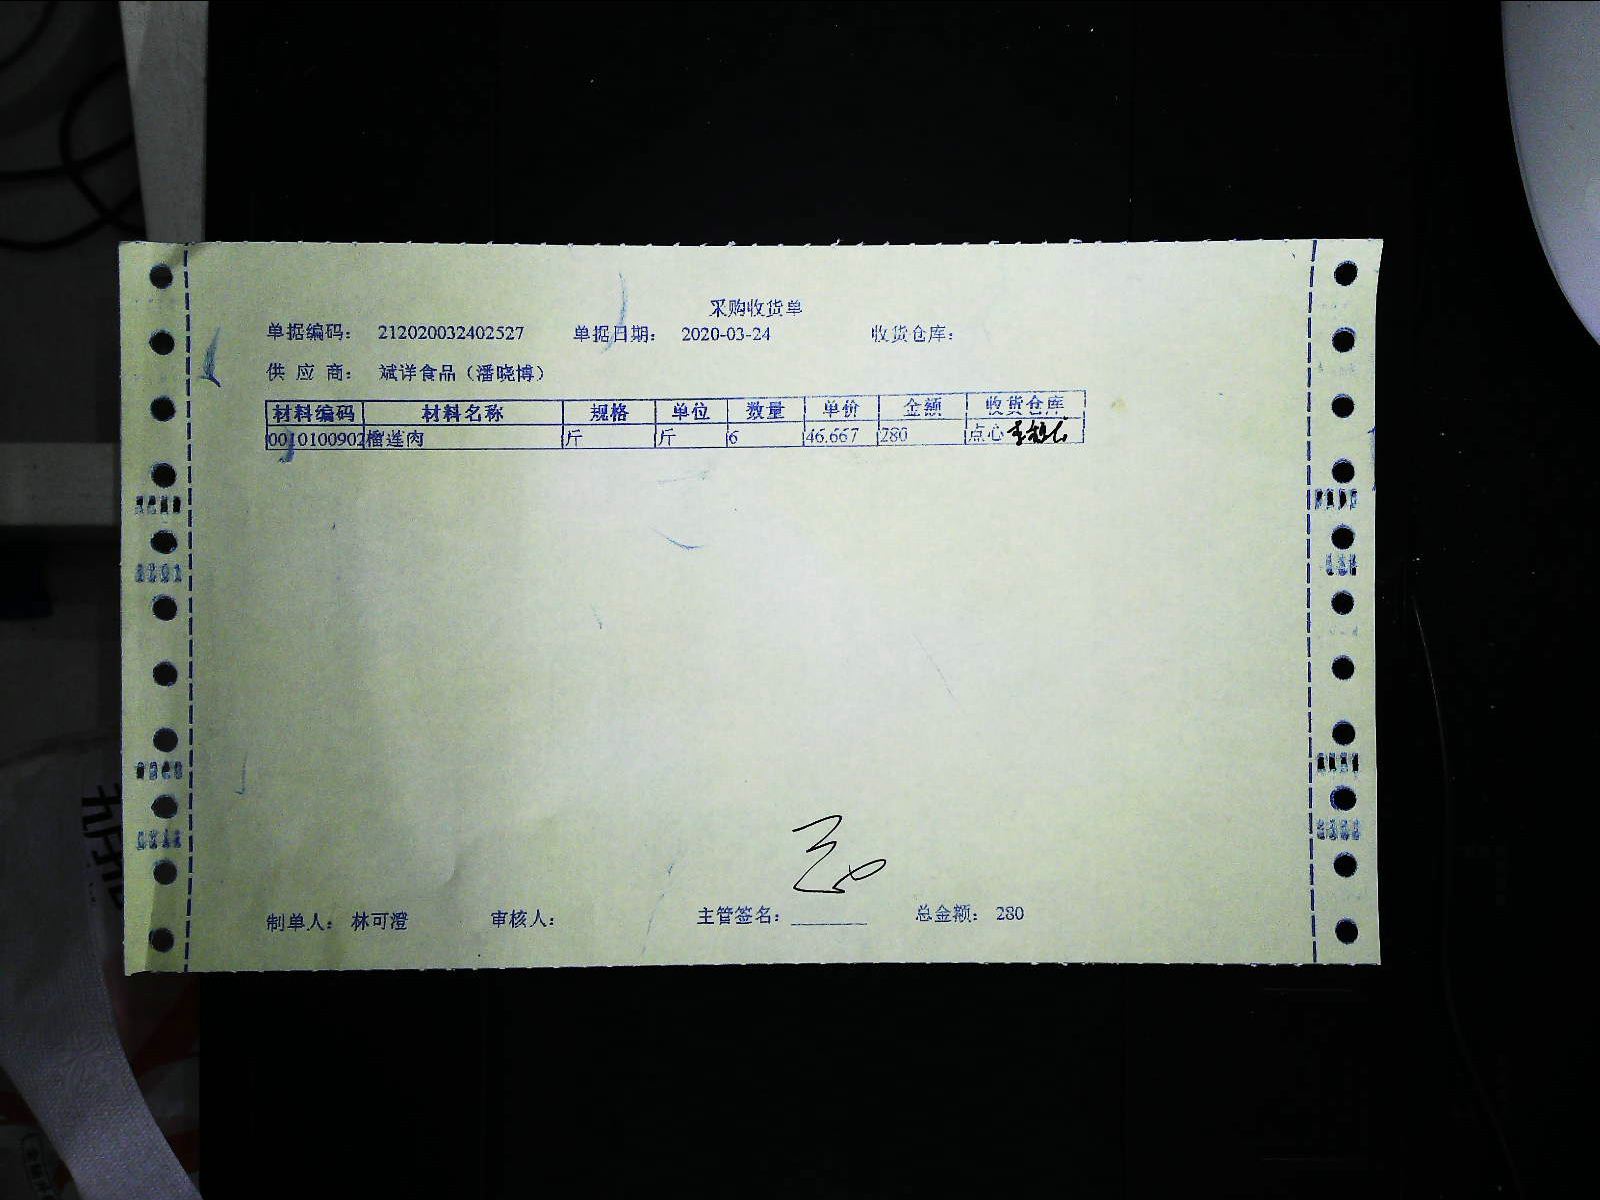 采购收货单
单据编码： 212020032402527 单据日期： 2020-03-24 收货仓库：
供应商： 斌详食品（潘晓博）
材料编码 材料名称 规格 单位 数量 单价 金额 收货仓库
0010100902 榴莲肉 斤 斤 6 46.667 280 点心
制单人： 林可澄 审核人： 主管签名： 总金额： 280